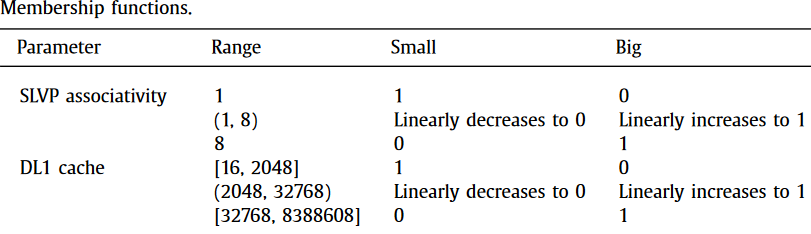 Membership functions.
Parameter Range Small Big
SLVP associativity 1 1 0
(1, 8) Linearly decreases to 0 Linearly increases to 1
8 0 1
DL1 cache [16, 2048] 1 0
(2048, 32768) Linearly decreases to 0 Linearly increases to 1
[32768, 8388608] 0 1